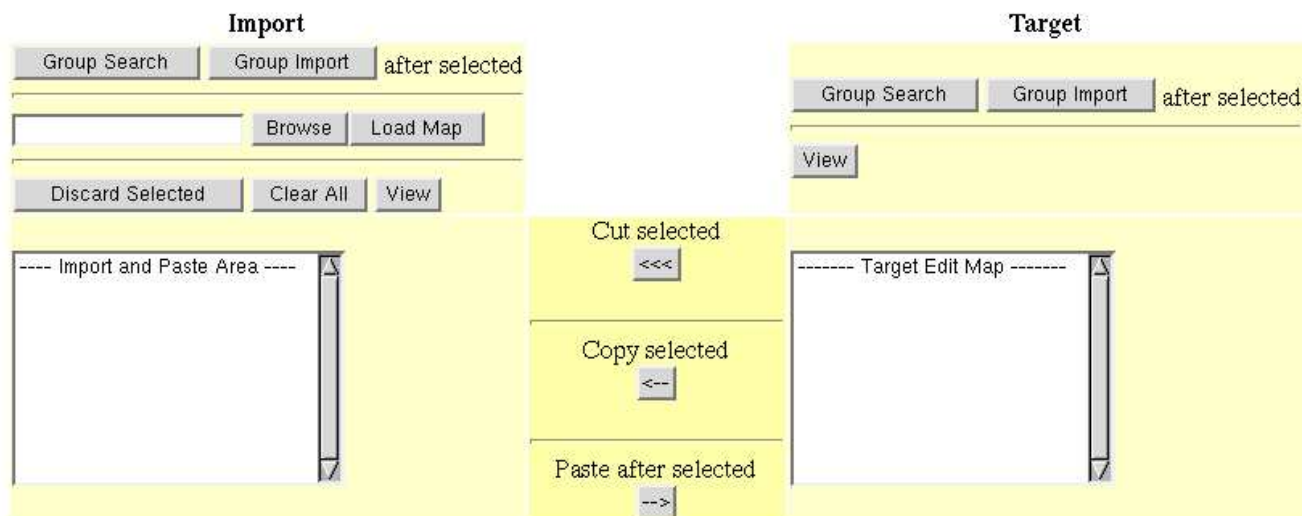 Import
Target
Group Search Group Import after selected
Group Search Group Import after selected
Browse Load Map
View
Discard Selected Clear All View
Cut selected
<<<
---- Import and Paste Area ----
------- Target Edit Map -------
Copy selected
<--
Paste after selected
-->